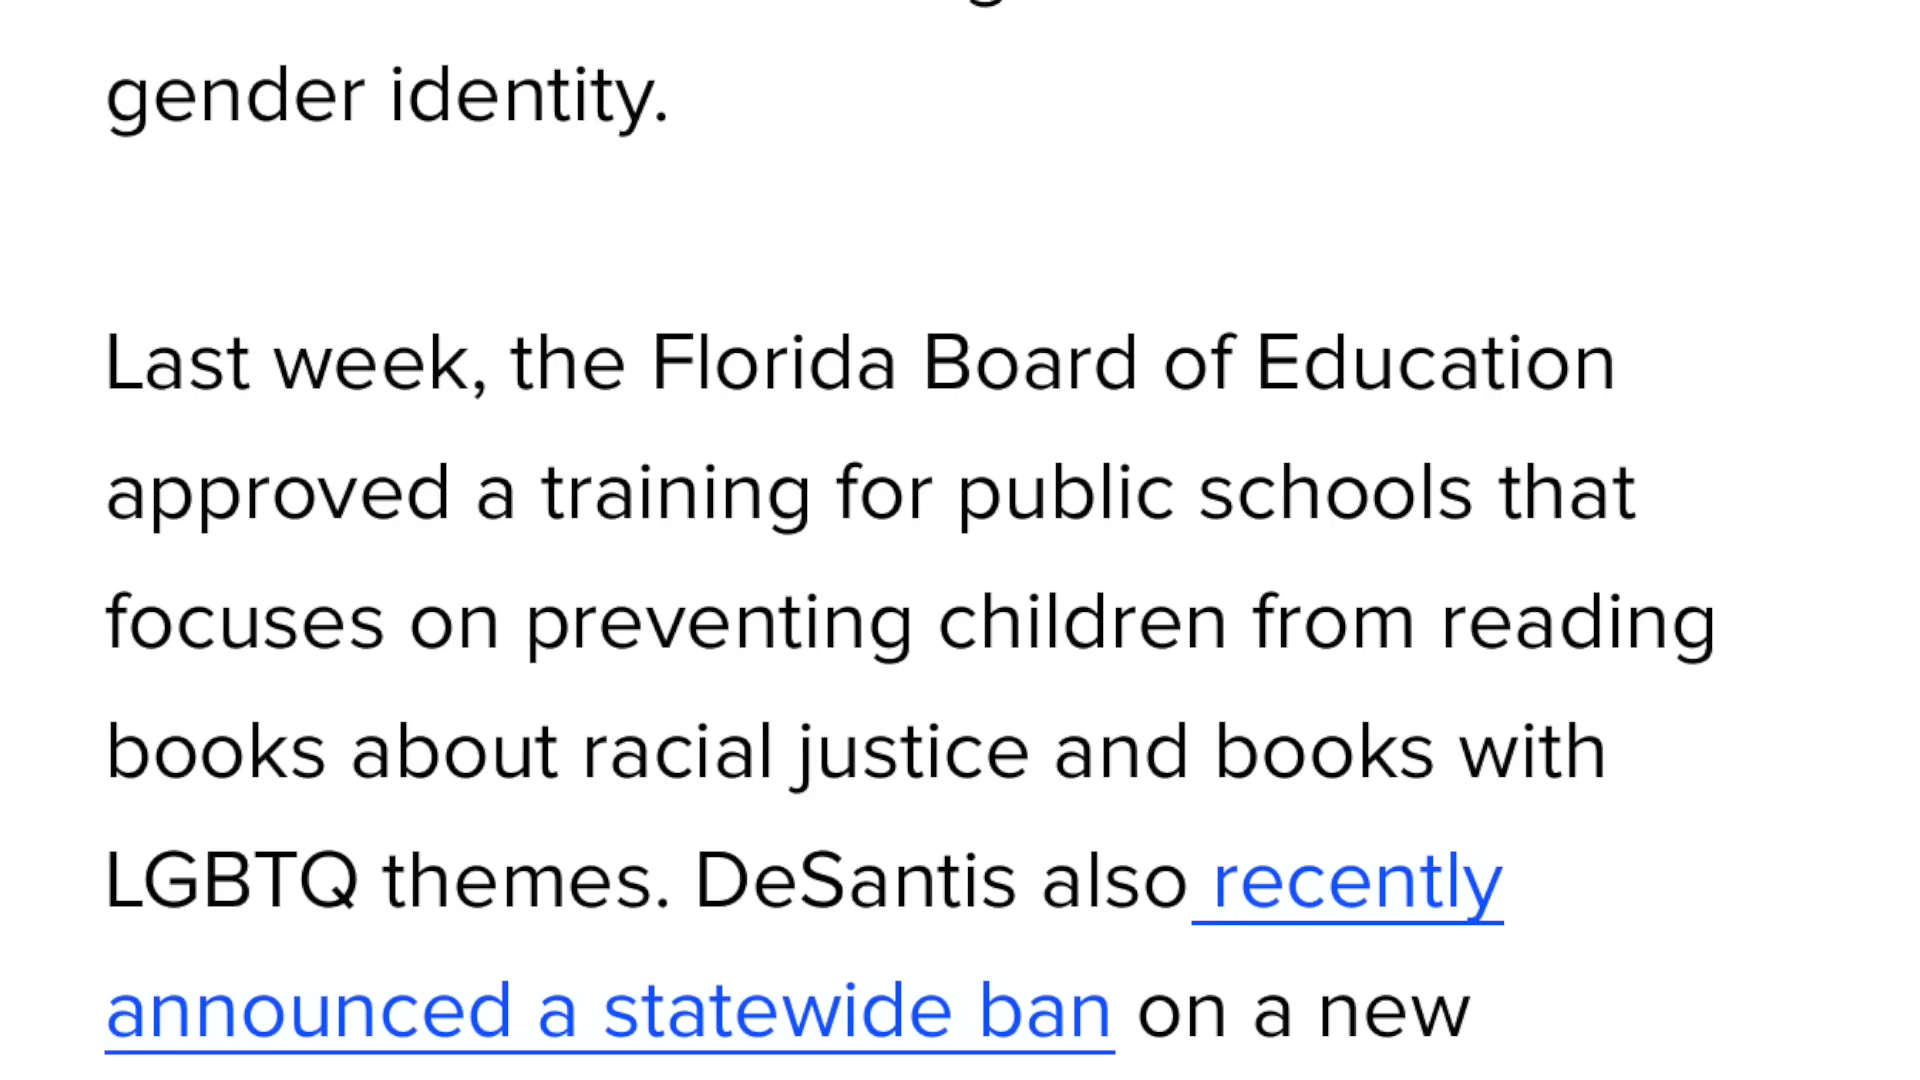 gender identity.
Last week, the Florida Board of Education
approved a training for public schools that
focuses on preventing children from reading
books about racial justice and books with
LGBTQ themes. DeSantis also recently
announced a statewide ban on a new